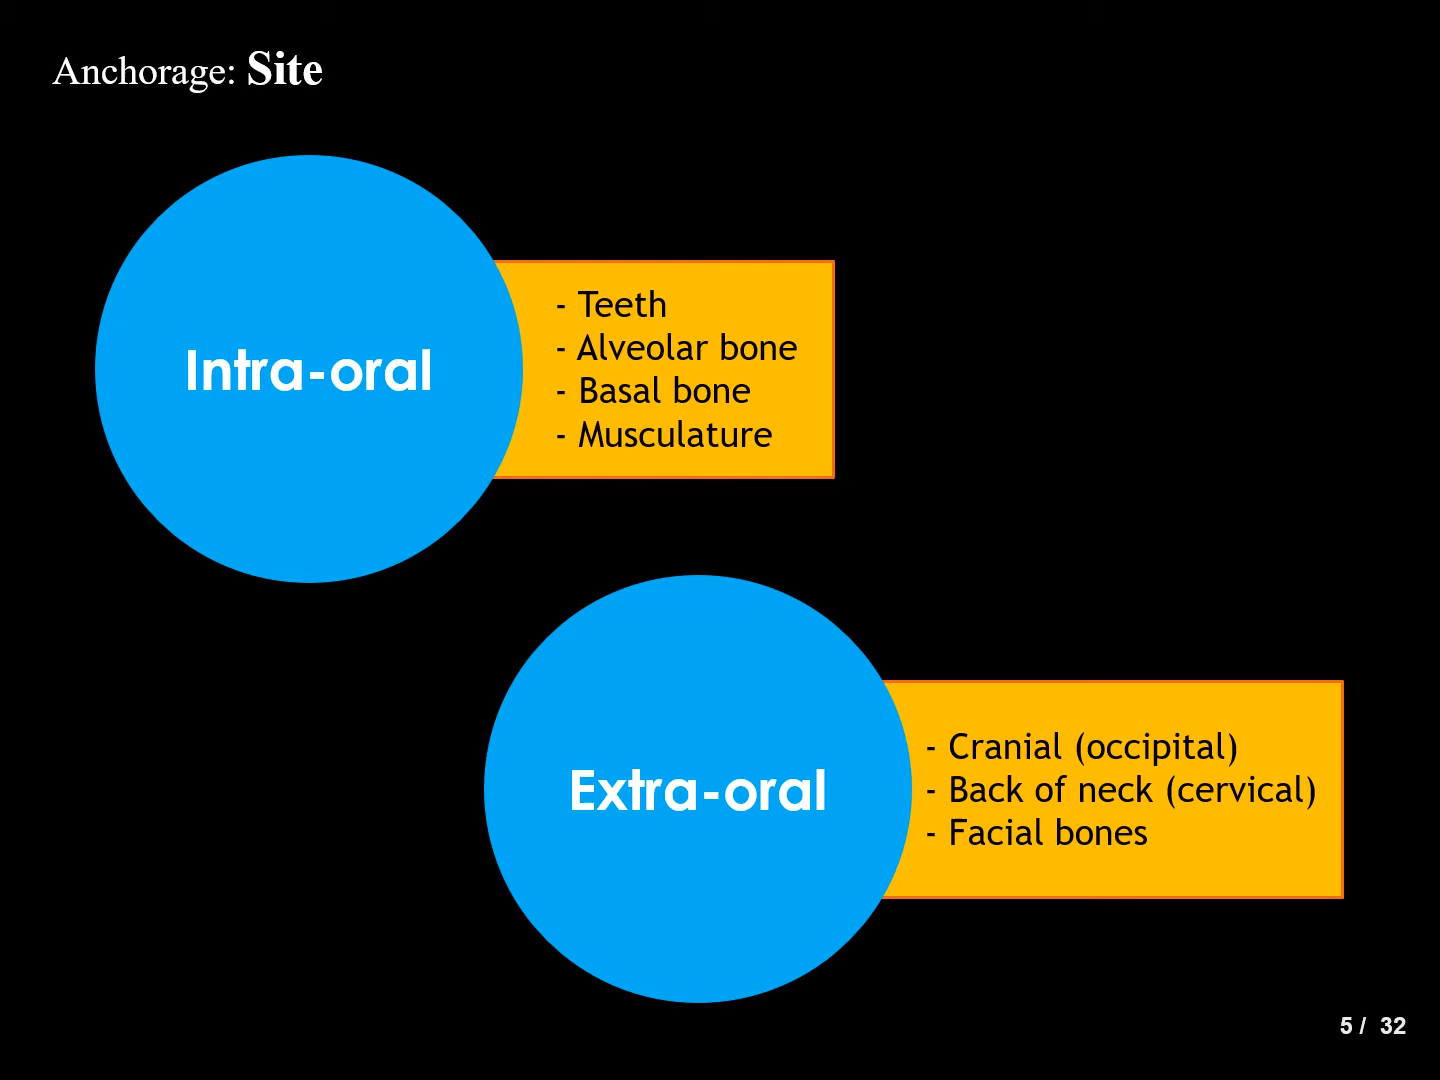 Anchorage: Site
Intra-oral
- Teeth
- Alveolar bone
- Basal bone
- Musculature
Extra-oral
- Cranial (occipital)
- Back of neck (cervical)
- Facial bones
5 / 32